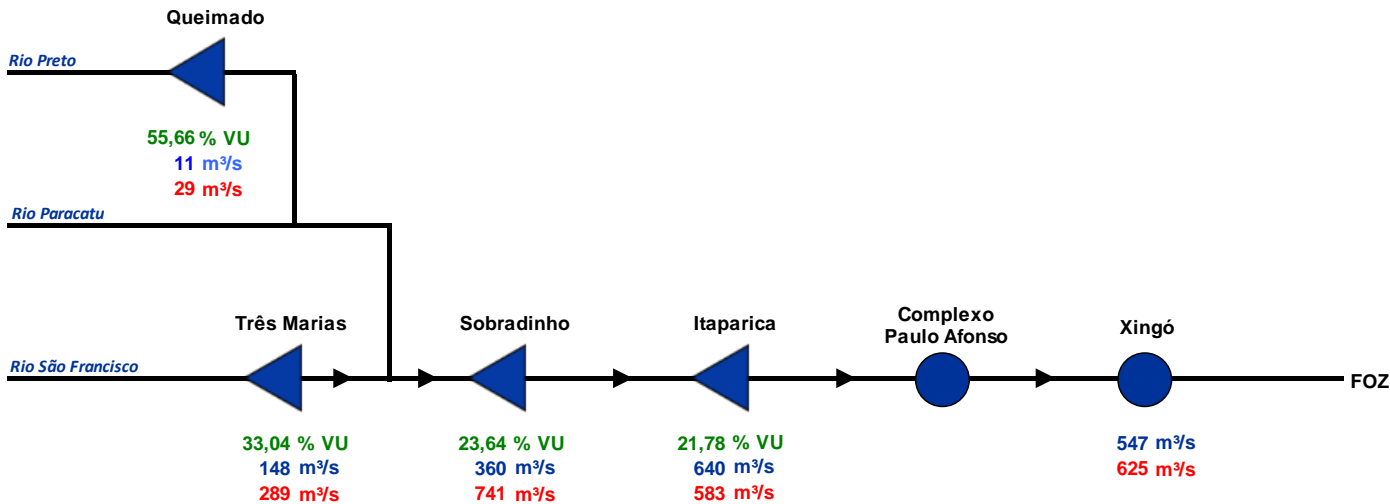 Queimado
Rio Preto
55,66 % VU
11 m³/s
29 m³/s
Rio Paracatu
Três Marias
Sobradinho
Itaparica
Complexo
Paulo Afonso
Xingó
Rio São Francisco
FOZ
33,04 % VU
148 m³/s
289 m³/s
23,64 % VU
360 m³/s
741 m³/s
21,78 % VU
640 m³/s
583 m³/s
547 m³/s
625 m³/s